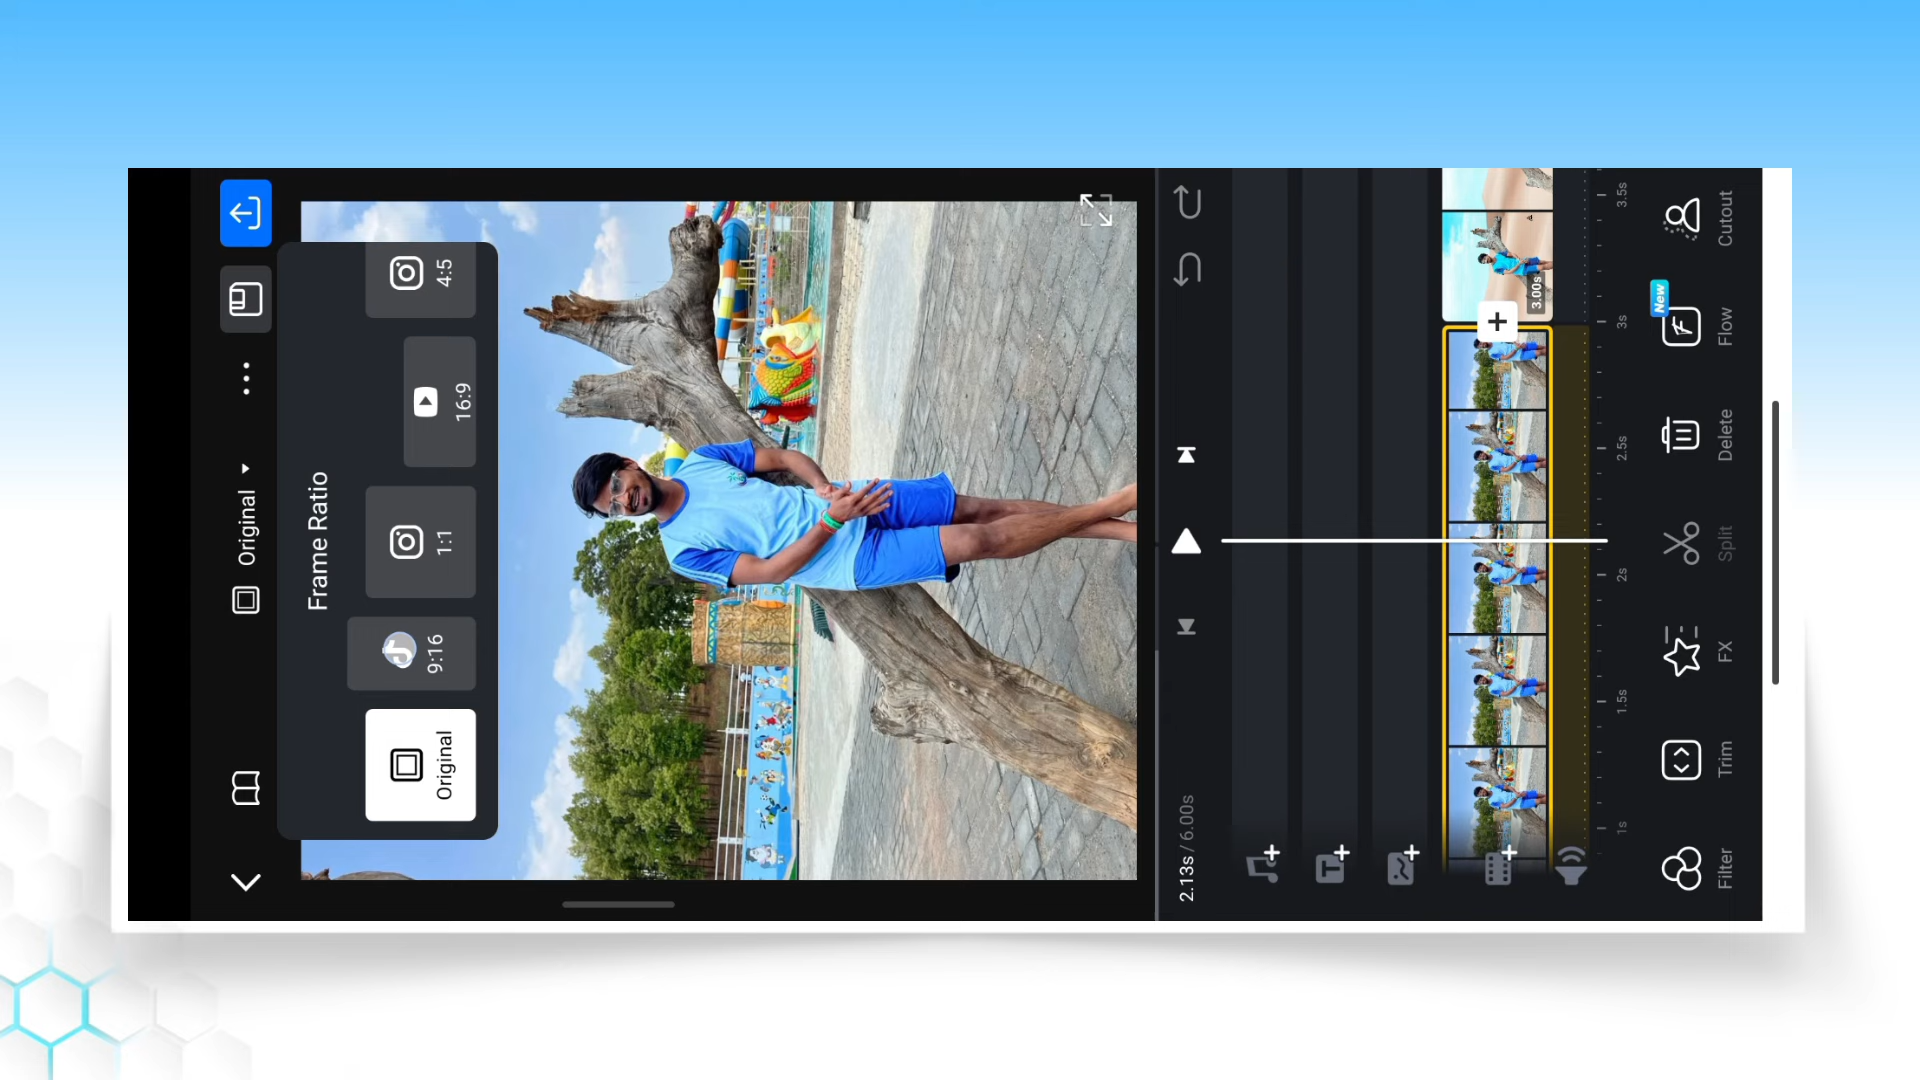 Original
Frame Ratio
Original
9:16
1:1
16:9
4:5
2.13s / 6.00s
3.00s
1s
1.5s
2s
2.5s
3s
3.5s
Filter
Trim
FX
Split
Delete
New
Flow
Cutout